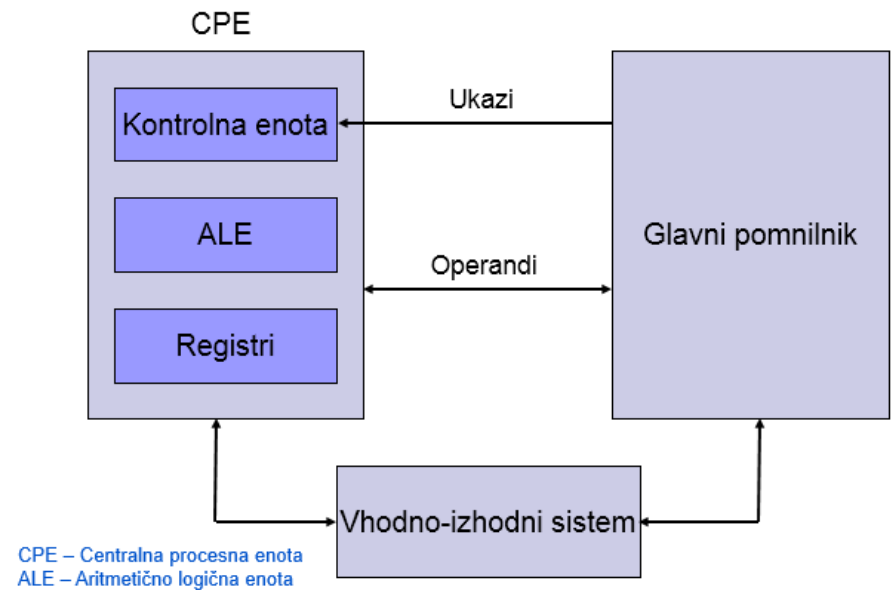 CPE
Kontrolna enota
ALE
Registri
Ukazi
Operandi
Glavni pomnilnik
Vhodno-izhodni sistem
CPE – Centralna procesna enota
ALE – Aritmetično logična enota